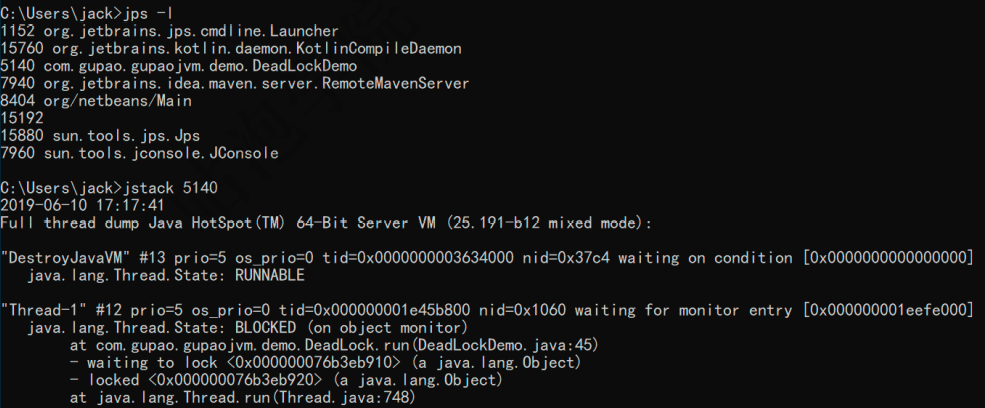 C:\Users\jack>jps -l
1152 org.jetbrains.jps.cmdline.Launcher
15760 org.jetbrains.kotlin.daemon.KotlinCompileDaemon
5140 com.gupao.gupaojvm.demo.DeadLockDemo
7940 org.jetbrains.idea.maven.server.RemoteMavenServer
8404 org/netbeans/Main
15192
15880 sun.tools.jps.Jps
7960 sun.tools.jconsole.JConsole
C:\Users\jack>jstack 5140
2019-06-10 17:17:41
Full thread dump Java HotSpot(TM) 64-Bit Server VM (25.191-b12 mixed mode):
"DestroyJavaVM" #13 prio=5 os_prio=0 tid=0x0000000003634000 nid=0x37c4 waiting on condition [0x0000000000000000]
java.lang.Thread.State: RUNNABLE
"Thread-1" #12 prio=5 os_prio=0 tid=0x000000001e45b800 nid=0x1060 waiting for monitor entry [0x000000001eefe000]
java.lang.Thread.State: BLOCKED (on object monitor)
at com.gupao.gupaojvm.demo.DeadLock.run(DeadLockDemo.java:45)
- waiting to lock <0x000000076b3eb910> (a java.lang.Object)
- locked <0x000000076b3eb920> (a java.lang.Object)
at java.lang.Thread.run(Thread.java:748)